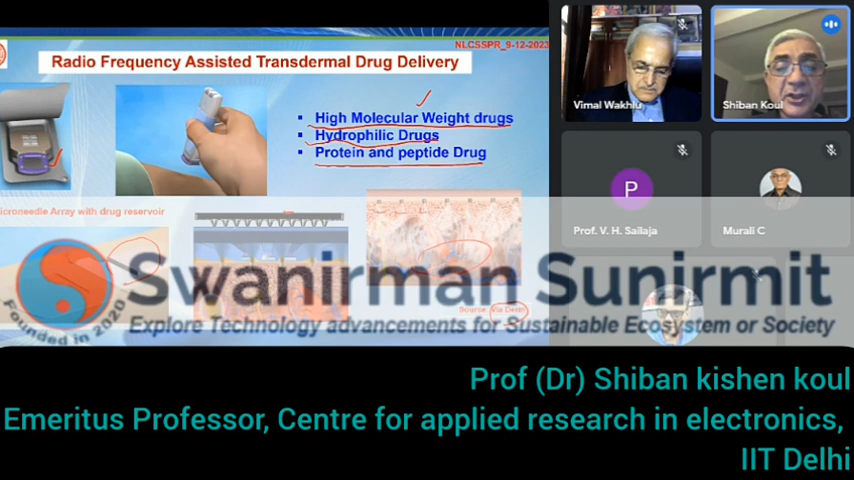 NLCSSPR_9-12-2023
Radio Frequency Assisted Transdermal Drug Delivery
▪ High Molecular Weight drugs
▪ Hydrophilic Drugs
▪ Protein and peptide Drug
croneedle Array with drug reservoir
Source: Via Derm
Vimal Wakhlu
Shiban Koul
P
Prof. V. H. Sailaja
Murali C
Swanirman Sunirmit
Explore Technology advancements for Sustainable Ecosystem or Society
Founded in 2020
Prof (Dr) Shiban kishen koul
Emeritus Professor, Centre for applied research in electronics,
IIT Delhi